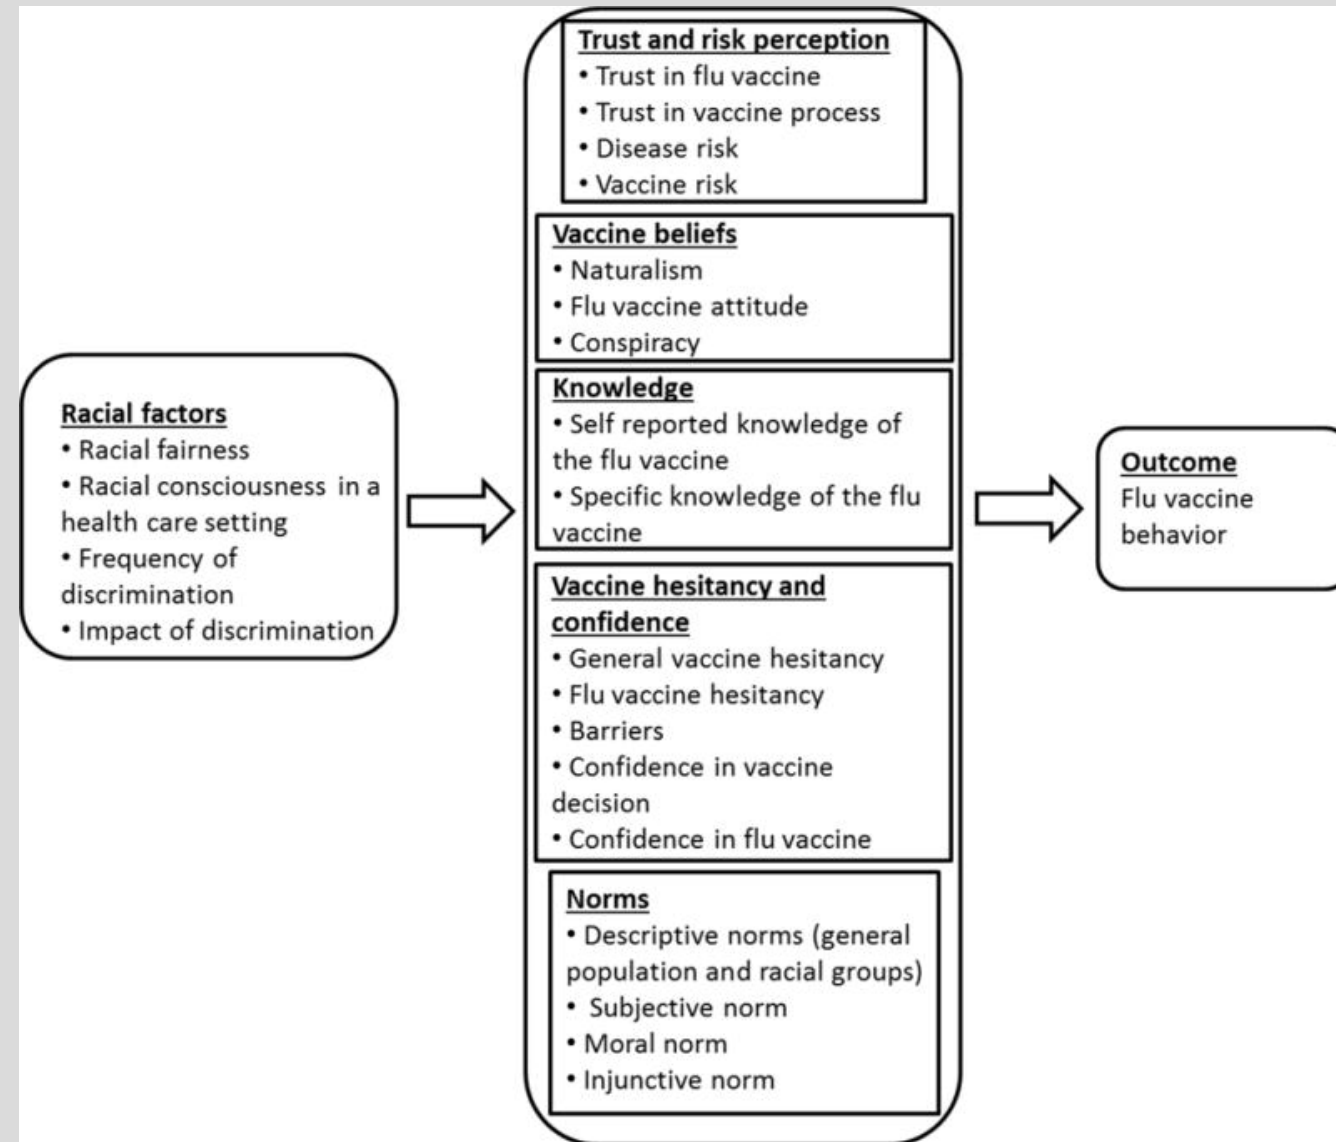 Racial factors
• Racial fairness
• Racial consciousness in a
health care setting
• Frequency of
discrimination
• Impact of discrimination
Trust and risk perception
• Trust in flu vaccine
• Trust in vaccine process
• Disease risk
• Vaccine risk
Vaccine beliefs
• Naturalism
• Flu vaccine attitude
• Conspiracy
Knowledge
• Self reported knowledge of
the flu vaccine
• Specific knowledge of the flu
vaccine
Vaccine hesitancy and
confidence
• General vaccine hesitancy
• Flu vaccine hesitancy
• Barriers
• Confidence in vaccine
decision
• Confidence in flu vaccine
Norms
• Descriptive norms (general
population and racial groups)
• Subjective norm
• Moral norm
• Injunctive norm
Outcome
Flu vaccine
behavior